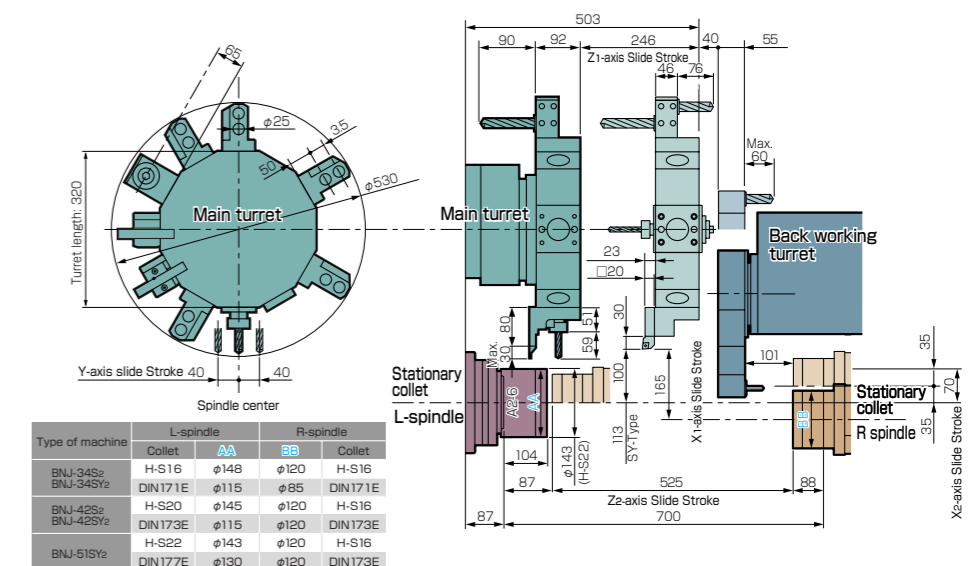 65
φ25
35
50
φ530
Main turret
Turret length: 320
Y-axis slide Stroke 40 40
Spindle center
503
90 92 246 40 55
Z1-axis Slide Stroke
46 76
Max.
60
Main turret
Back working
turret
23
□20
80
Max.
30
51
59
30
100
165
113
SY-Type
X1-axis Slide Stroke
101
35
70
35
X2-axis Slide Stroke
Stationary
collet
L-spindle
A2-6
AA
φ143
(H-S22)
BB
Stationary
collet
R spindle
104
87 525 88
Z2-axis Slide Stroke
87 700
Type of machine L-spindle R-spindle
Collet AA BB Collet
BNJ-34S2
BNJ-34SY2
H-S16 φ148 φ120 H-S16
DIN171E φ115 φ85 DIN171E
BNJ-42S2
BNJ-42SY2
H-S20 φ145 φ120 H-S16
DIN173E φ115 φ120 DIN173E
BNJ-51SY2
H-S22 φ143 φ120 H-S16
DIN177E φ130 φ120 DIN173E